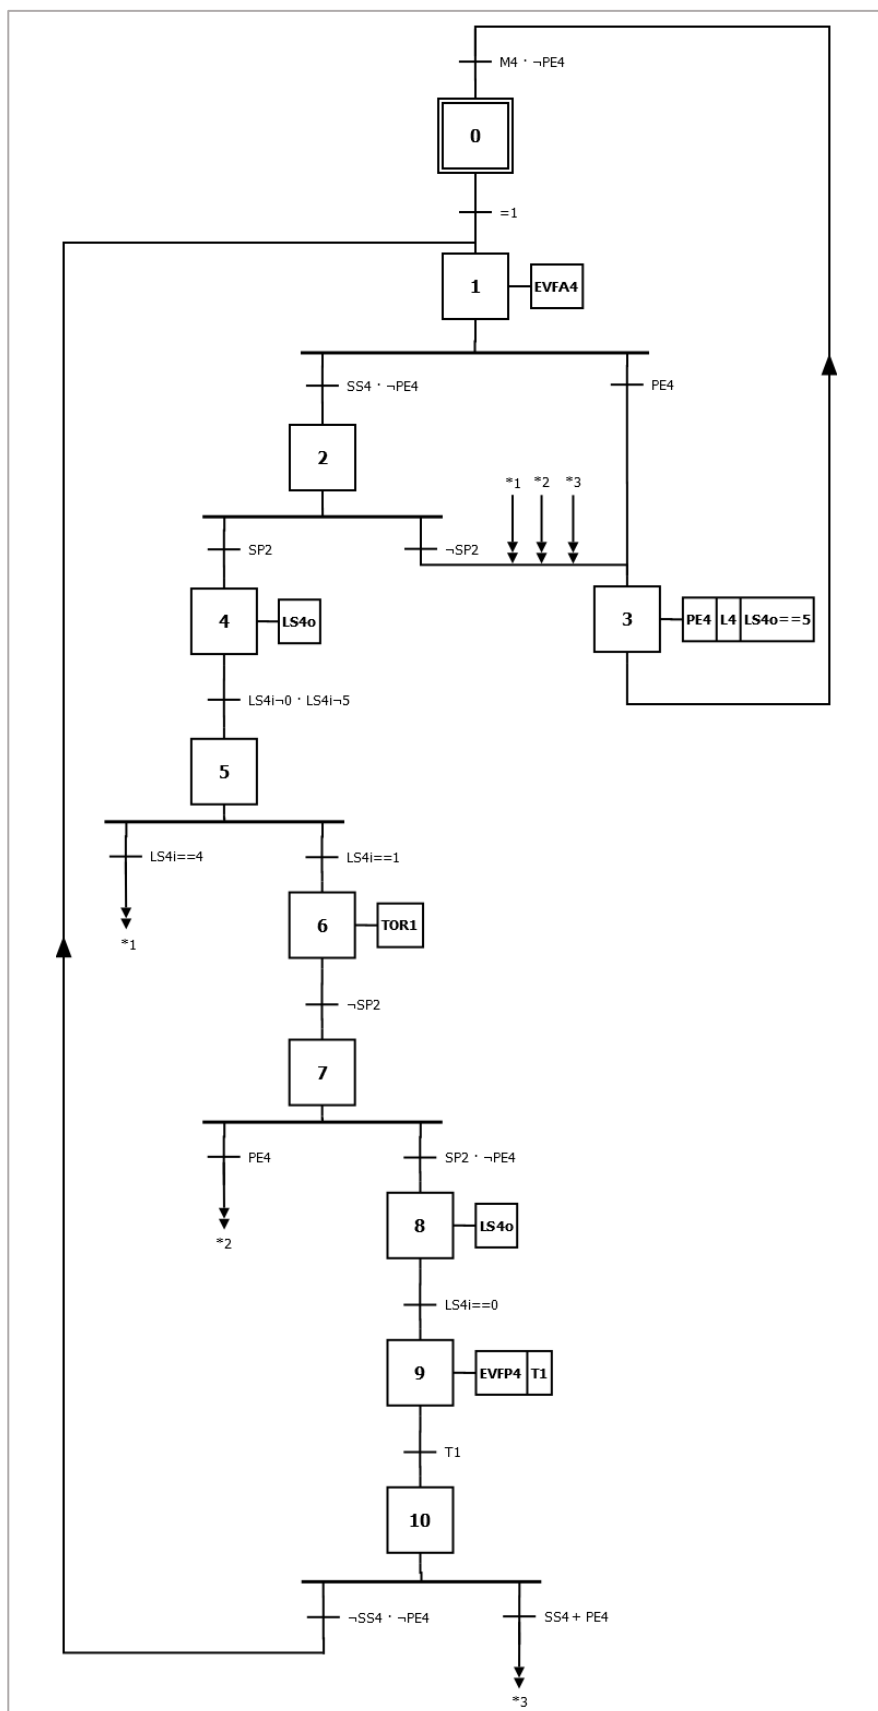 M4 · ¬PE4
0
=1
1
EVFA4
SS4 · ¬PE4
PE4
2
*1 *2 *3
SP2
¬SP2
4
LS4o
3
PE4 L4 LS4o==5
LS4i¬0 · LS4i¬5
5
LS4i==4
LS4i==1
6
TOR1
*1
¬SP2
7
PE4
SP2 · ¬PE4
8
LS4o
*2
LS4i==0
9
EVFP4 T1
T1
10
¬SS4 · ¬PE4
SS4 + PE4
*3